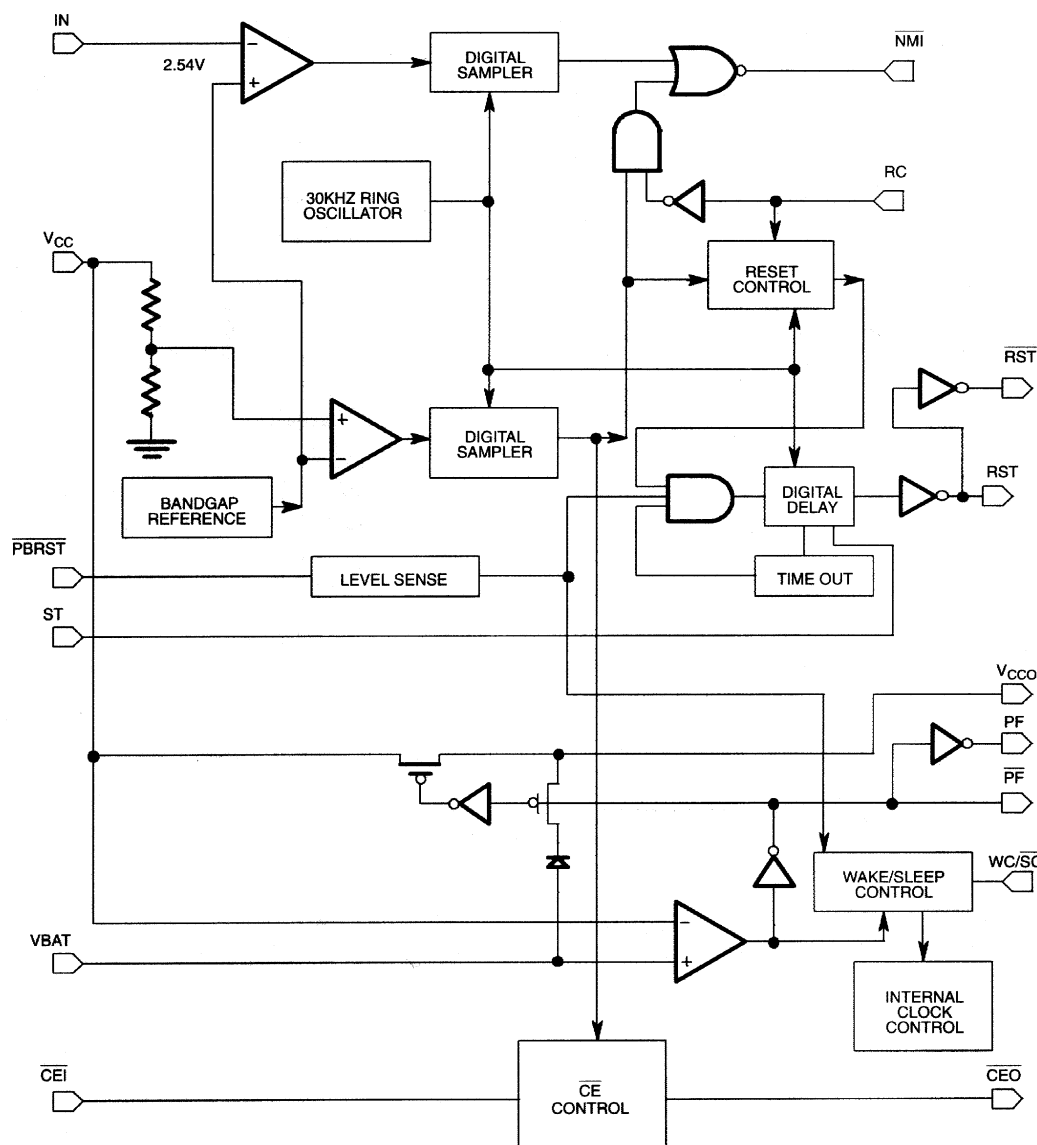 IN
2.54V
−
+
DIGITAL
SAMPLER
NMI
30KHZ RING
OSCILLATOR
RC
VCC
RESET
CONTROL
RST
+
−
DIGITAL
SAMPLER
BANDGAP
REFERENCE
DIGITAL
DELAY
RST
PBRST
LEVEL SENSE
TIME OUT
ST
VCCO
PF
PF
WAKE/SLEEP
CONTROL
WC/SC
−
+
VBAT
INTERNAL
CLOCK
CONTROL
CEI
CE
CONTROL
CEO